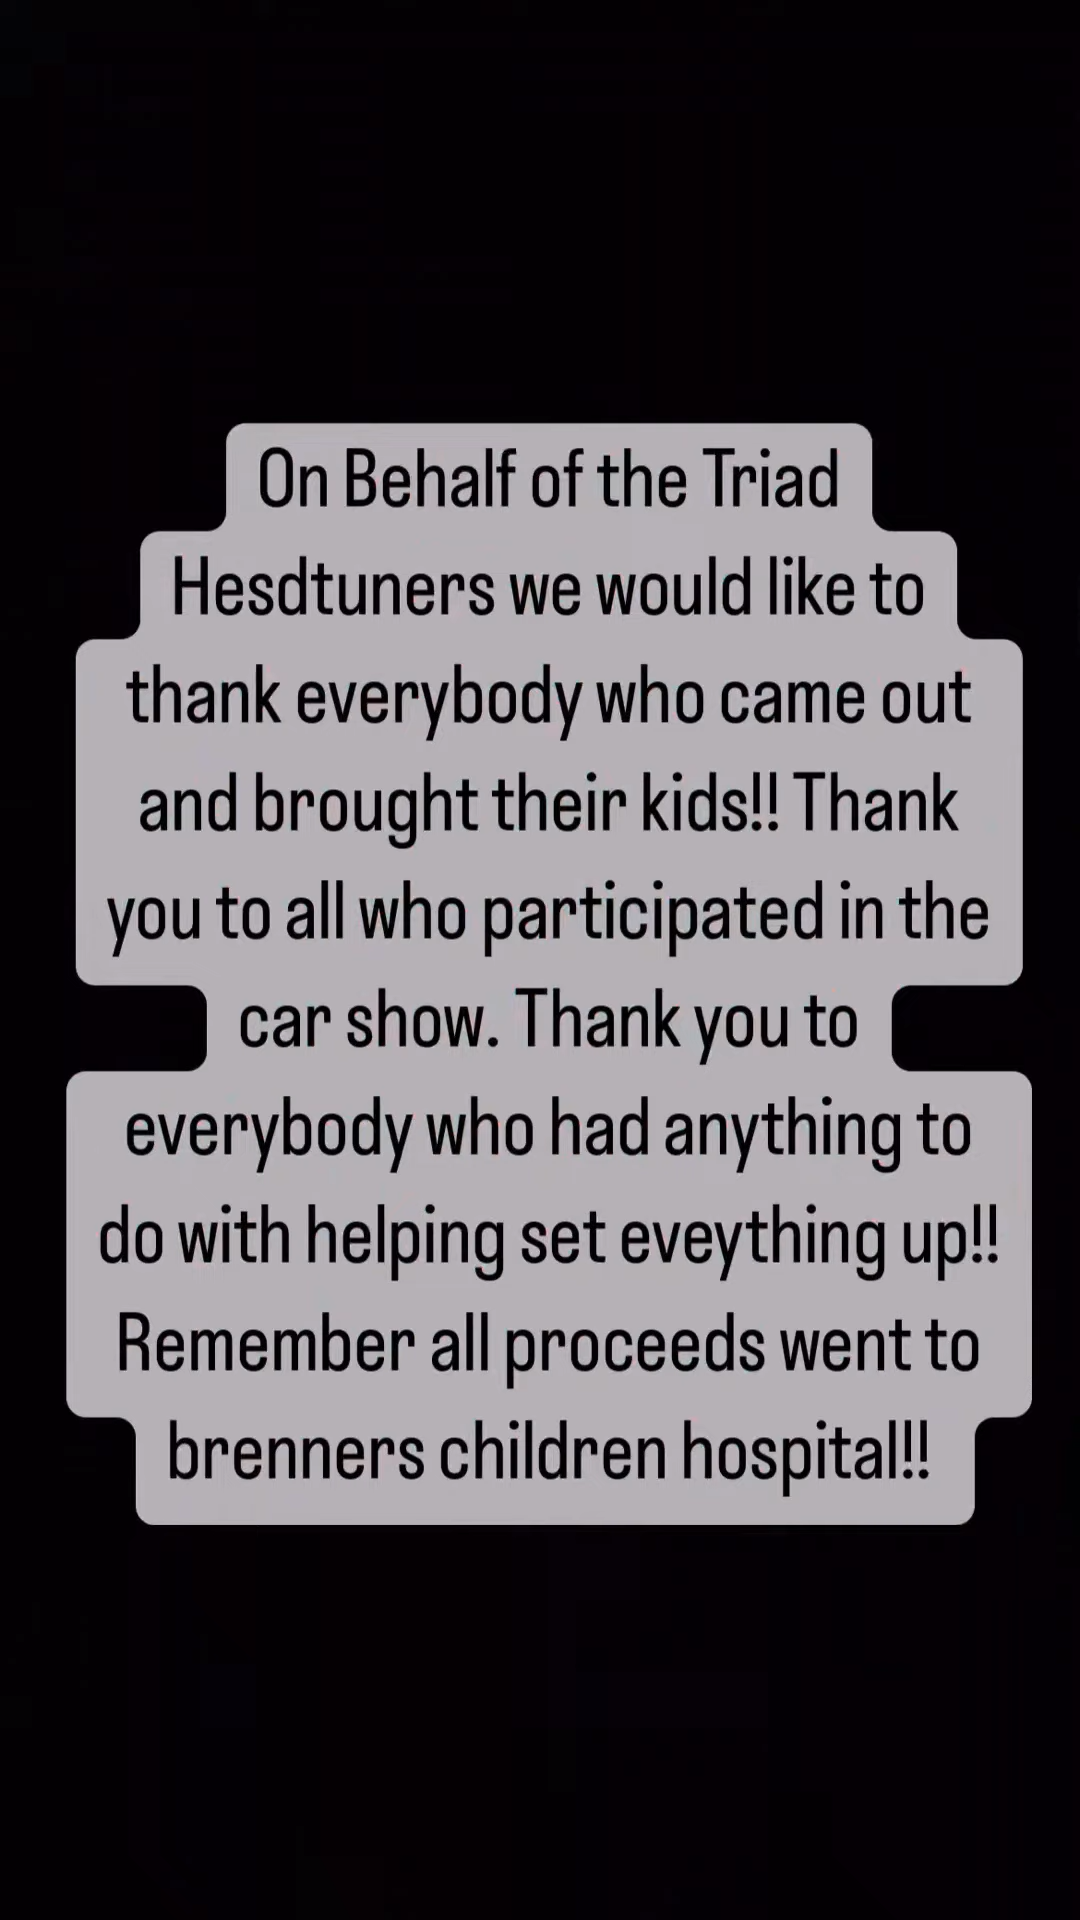 On Behalf of the Triad
Hesdtuners we would like to
thank everybody who came out
and brought their kids!! Thank
you to all who participated in the
car show. Thank you to
everybody who had anything to
do with helping set eveything up!!
Remember all proceeds went to
brenners children hospital!!